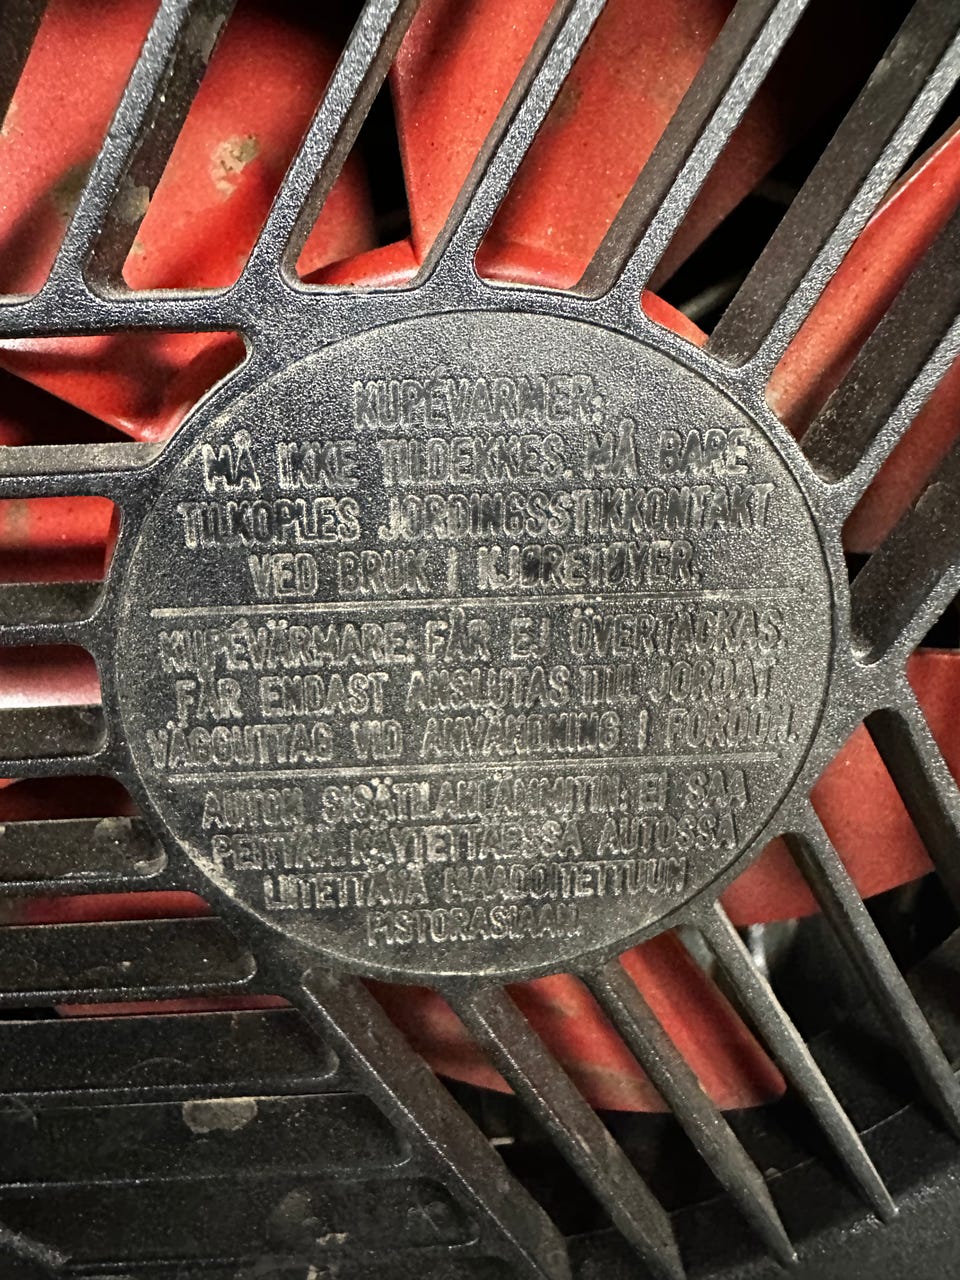 KUPÉVARMER:
MÅ IKKE TILDEKKES. MÅ BARE
TILKOPLES JORDINGSSTIKKONTAKT
VED BRUK I KJØRETØYER.
KUPÉVÄRMARE: FÅR EJ ÖVERTÄCKAS.
FÅR ENDAST ANSLUTAS TILL JORDAT
VÄGGUTTAG VID ANVÄNDNING I FORDON.
AUTON SISÄTILANLÄMMITIN: EI SAA
PEITTÄÄ. KÄYTETTÄESSÄ AUTOSSA
LIITETTÄVÄ MAADOITETTUUN
PISTORASIAAN.